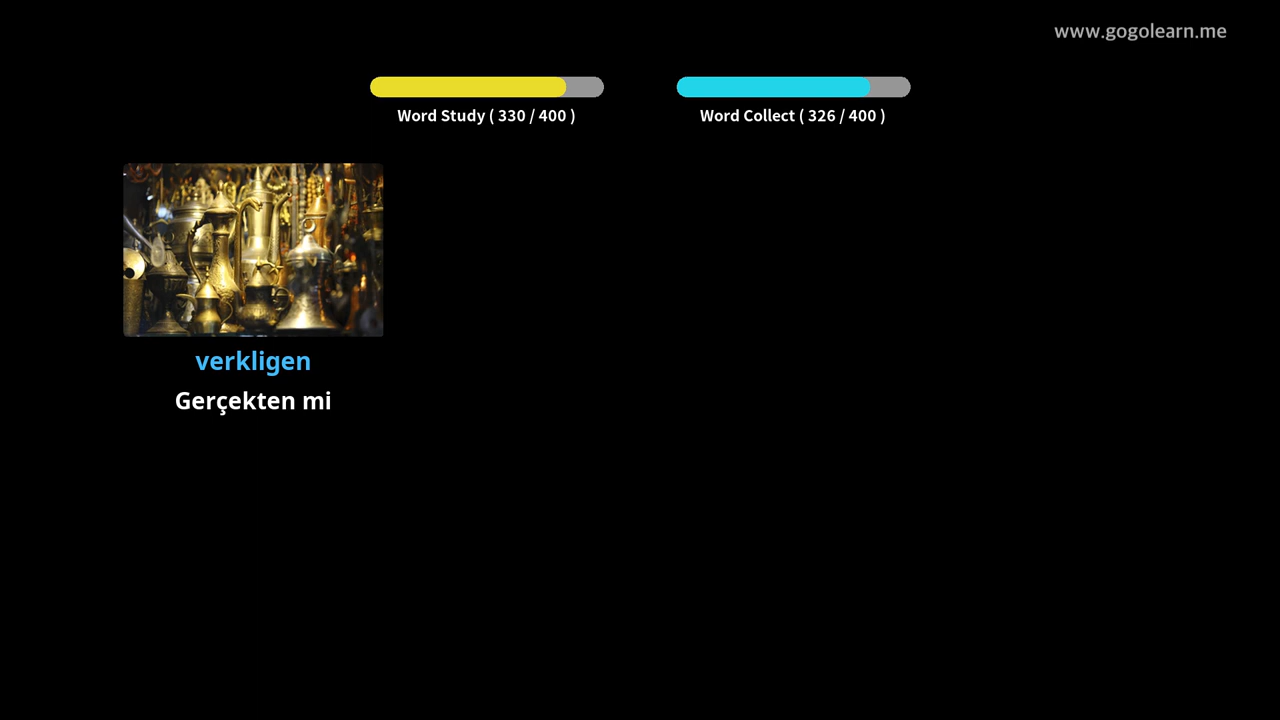 www.gogolearn.me
Word Study ( 330 / 400 )
Word Collect ( 326 / 400 )
verkligen
Gerçekten mi